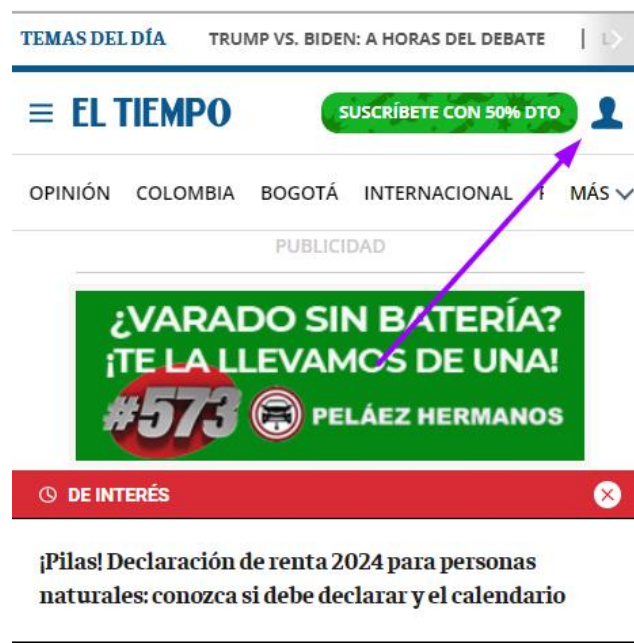 TEMAS DEL DÍA TRUMP VS. BIDEN: A HORAS DEL DEBATE |
EL TIEMPO SUSCRÍBETE CON 50% DTO
OPINIÓN COLOMBIA BOGOTÁ INTERNACIONAL MÁS
PUBLICIDAD
¿VARADO SIN BATERÍA?
¡TE LA LLEVAMOS DE UNA!
#573 PELÁEZ HERMANOS
DE INTERÉS
¡Pilas! Declaración de renta 2024 para personas
naturales: conozca si debe declarar y el calendario